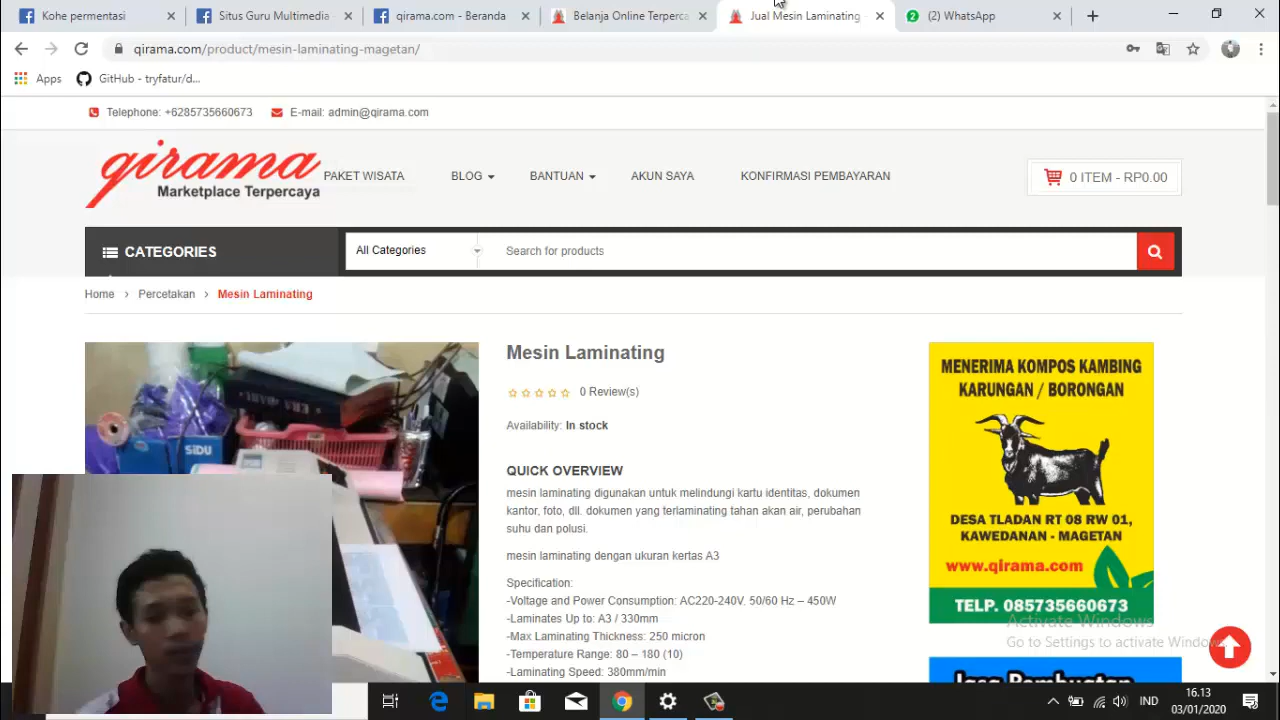 Kohe permentasi
Situs Guru Multimedia
qirama.com - Beranda
Belanja Online Terperca
Jual Mesin Laminating
(2) WhatsApp
qirama.com/product/mesin-laminating-magetan/
Apps
GitHub - tryfatur/d...
Telephone: +6285735660673
E-mail: admin@qirama.com
qirama
Marketplace Terpercaya
PAKET WISATA
BLOG
BANTUAN
AKUN SAYA
KONFIRMASI PEMBAYARAN
0 ITEM - RP0.00
CATEGORIES
All Categories
Search for products
Home > Percetakan > Mesin Laminating
SiDU
Mesin Laminating
0 Review(s)
Availability: In stock
QUICK OVERVIEW
mesin laminating digunakan untuk melindungi kartu identitas, dokumen
kantor, foto, dll. dokumen yang terlaminating tahan akan air, perubahan
suhu dan polusi.
mesin laminating dengan ukuran kertas A3
Specification:
-Voltage and Power Consumption: AC220-240V. 50/60 Hz – 450W
-Laminates Up to: A3 / 330mm
-Max Laminating Thickness: 250 micron
-Temperature Range: 80 – 180 (10)
-Laminating Speed: 380mm/min
MENERIMA KOMPOS KAMBING
KARUNGAN / BORONGAN
DESA TLADAN RT 08 RW 01,
KAWEDANAN - MAGETAN
www.qirama.com
TELP. 085735660673
Activate Windows
Go to Settings to activate Windows
Jasa Pembuatan
IND
16.13
03/01/2020